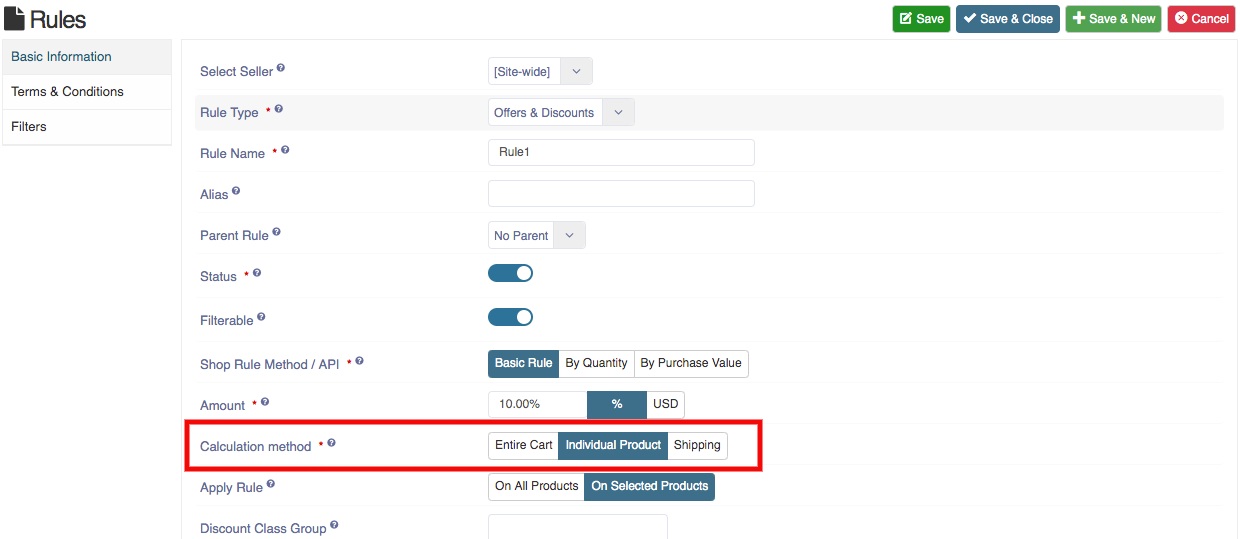 Rules
Save Save & Close Save & New Cancel
Basic Information
Terms & Conditions
Filters
Select Seller ? [Site-wide]
Rule Type * ? Offers & Discounts
Rule Name * ? Rule1
Alias ?
Parent Rule ? No Parent
Status * ?
Filterable ?
Shop Rule Method / API * ? Basic Rule By Quantity By Purchase Value
Amount * ? 10.00% % USD
Calculation method * ? Entire Cart Individual Product Shipping
Apply Rule ? On All Products On Selected Products
Discount Class Group ?